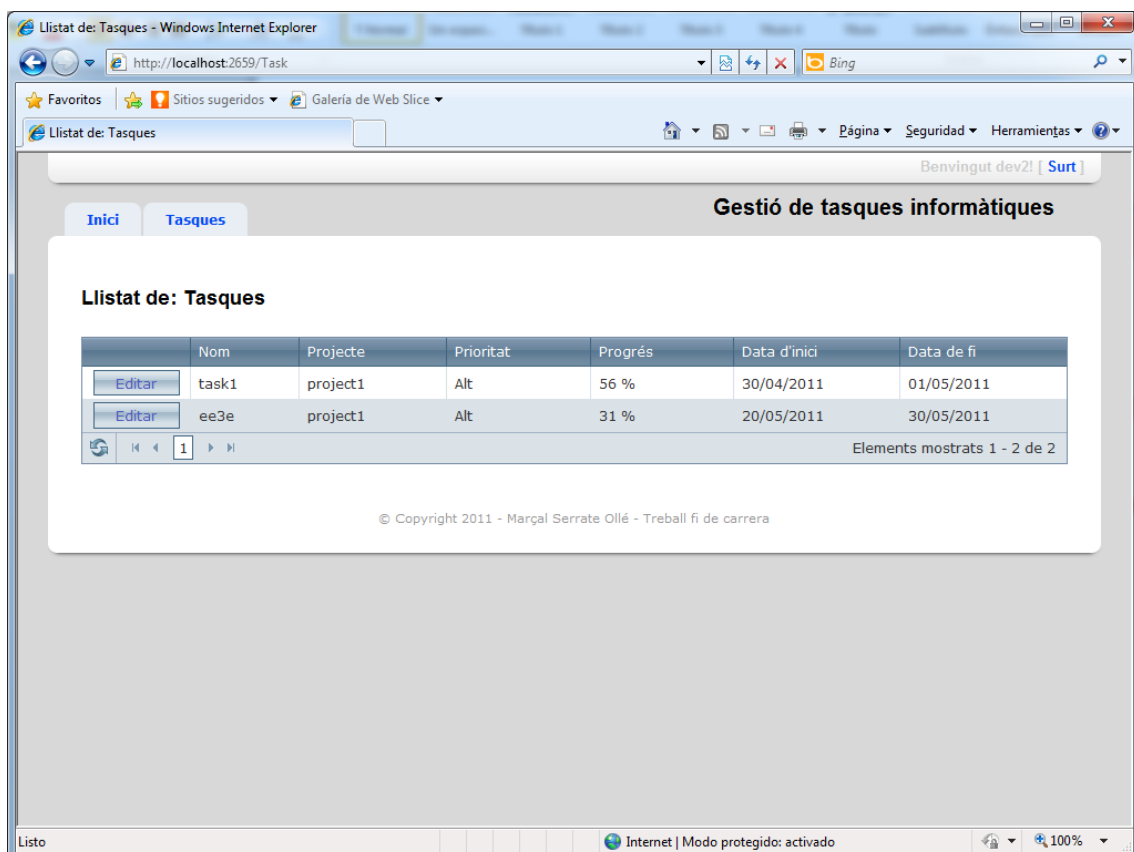 Llistat de: Tasques - Windows Internet Explorer
http://localhost:2659/Task
Bing
Favoritos
Sitios sugeridos
Galería de Web Slice
Llistat de: Tasques
Página
Seguridad
Herramientas
Benvingut dev2! [ Surt ]
Gestió de tasques informàtiques
Inici
Tasques
Llistat de: Tasques
Nom Projecte Prioritat Progrés Data d'inici Data de fi
Editar task1 project1 Alt 56 % 30/04/2011 01/05/2011
Editar ee3e project1 Alt 31 % 20/05/2011 30/05/2011
1
Elements mostrats 1 - 2 de 2
© Copyright 2011 - Marçal Serrate Ollé - Treball fi de carrera
Listo
Internet | Modo protegido: activado
100%